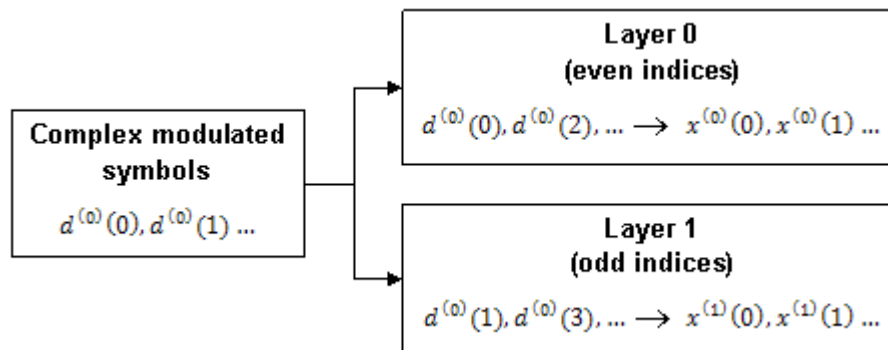 Complex modulated
symbols
d⁽⁰⁾(0), d⁽⁰⁾(1) ...
Layer 0
(even indices)
d⁽⁰⁾(0), d⁽⁰⁾(2), ... → x⁽⁰⁾(0), x⁽⁰⁾(1) ...
Layer 1
(odd indices)
d⁽⁰⁾(1), d⁽⁰⁾(3), ... → x⁽¹⁾(0), x⁽¹⁾(1) ...